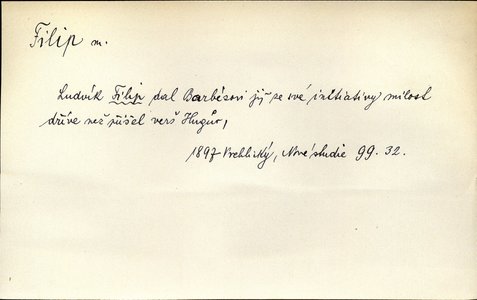 Filip m.
Ludvík Filip dal Barbèsovi již ze své iniciativy milost
dříve než přišel verš Hugův,
1897 Vrchlický, Nové studie 99. 32.